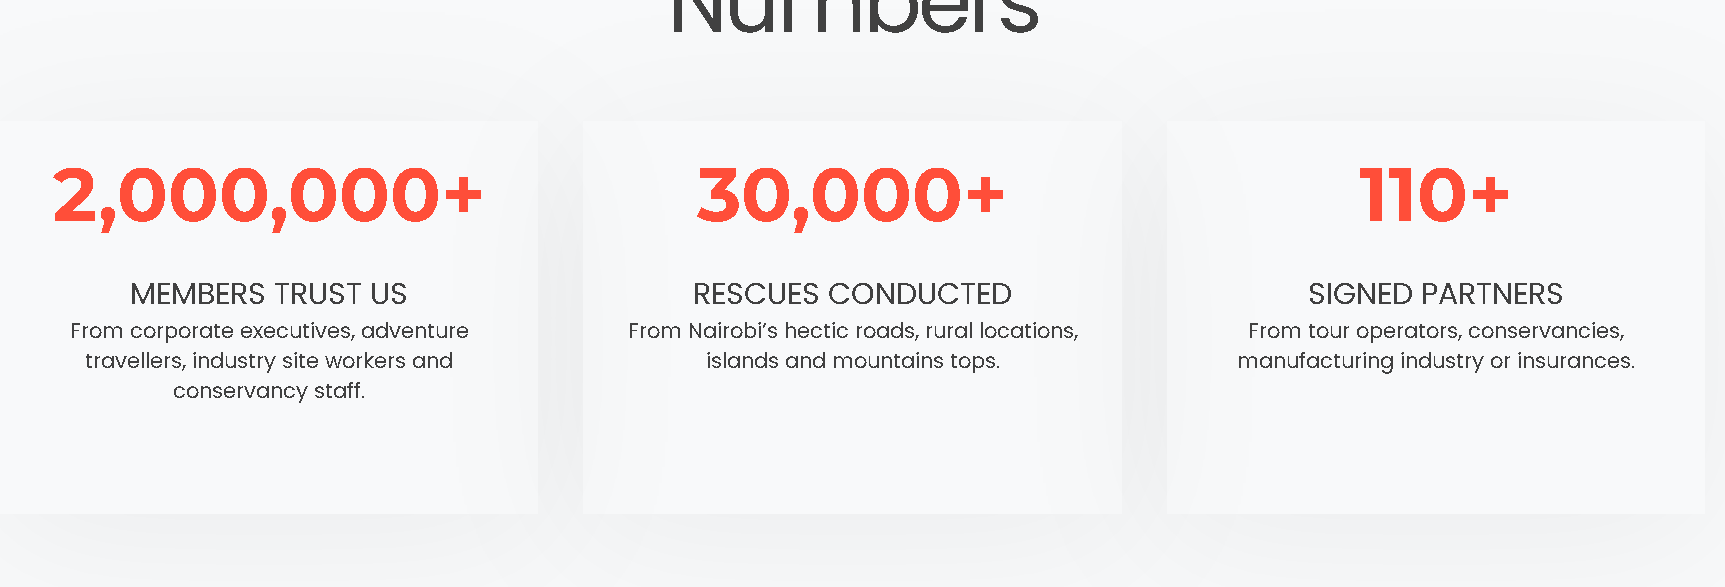 Numbers
2,000,000+
MEMBERS TRUST US
From corporate executives, adventure
travellers, industry site workers and
conservancy staff.
30,000+
RESCUES CONDUCTED
From Nairobi’s hectic roads, rural locations,
islands and mountains tops.
110+
SIGNED PARTNERS
From tour operators, conservancies,
manufacturing industry or insurances.